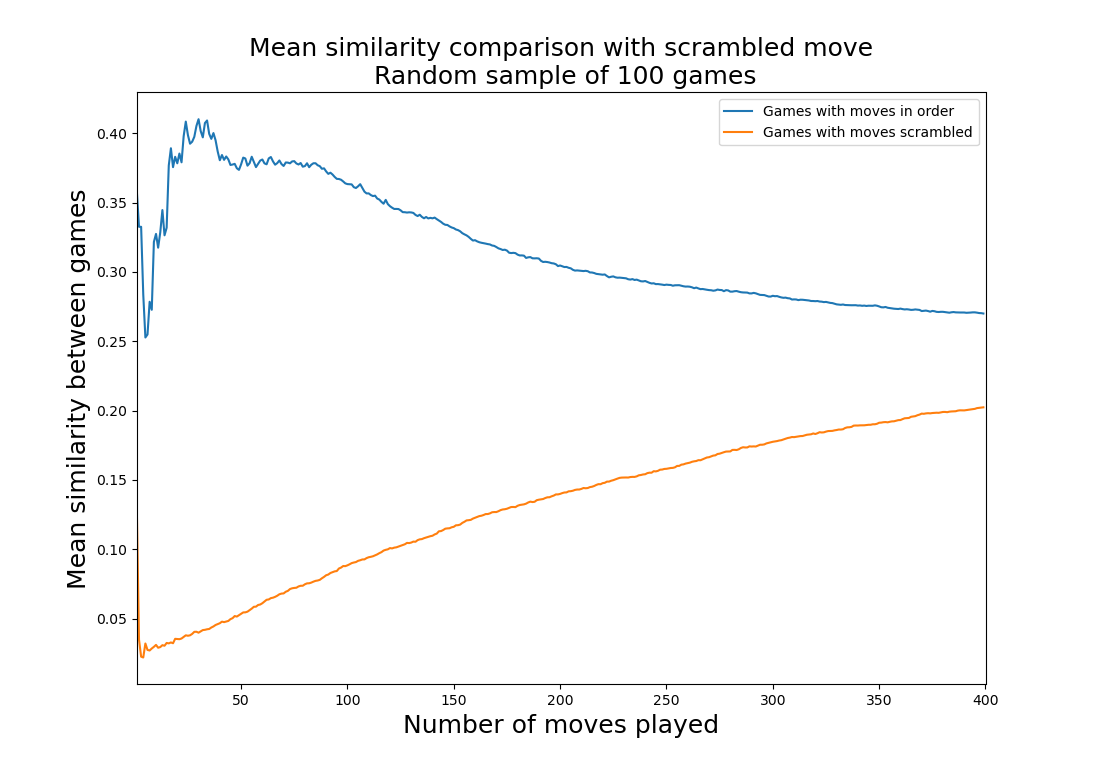 Mean similarity comparison with scrambled move
Random sample of 100 games
Games with moves in order
Games with moves scrambled
Mean similarity between games
0.40
0.35
0.30
0.25
0.20
0.15
0.10
0.05
50 100 150 200 250 300 350 400
Number of moves played